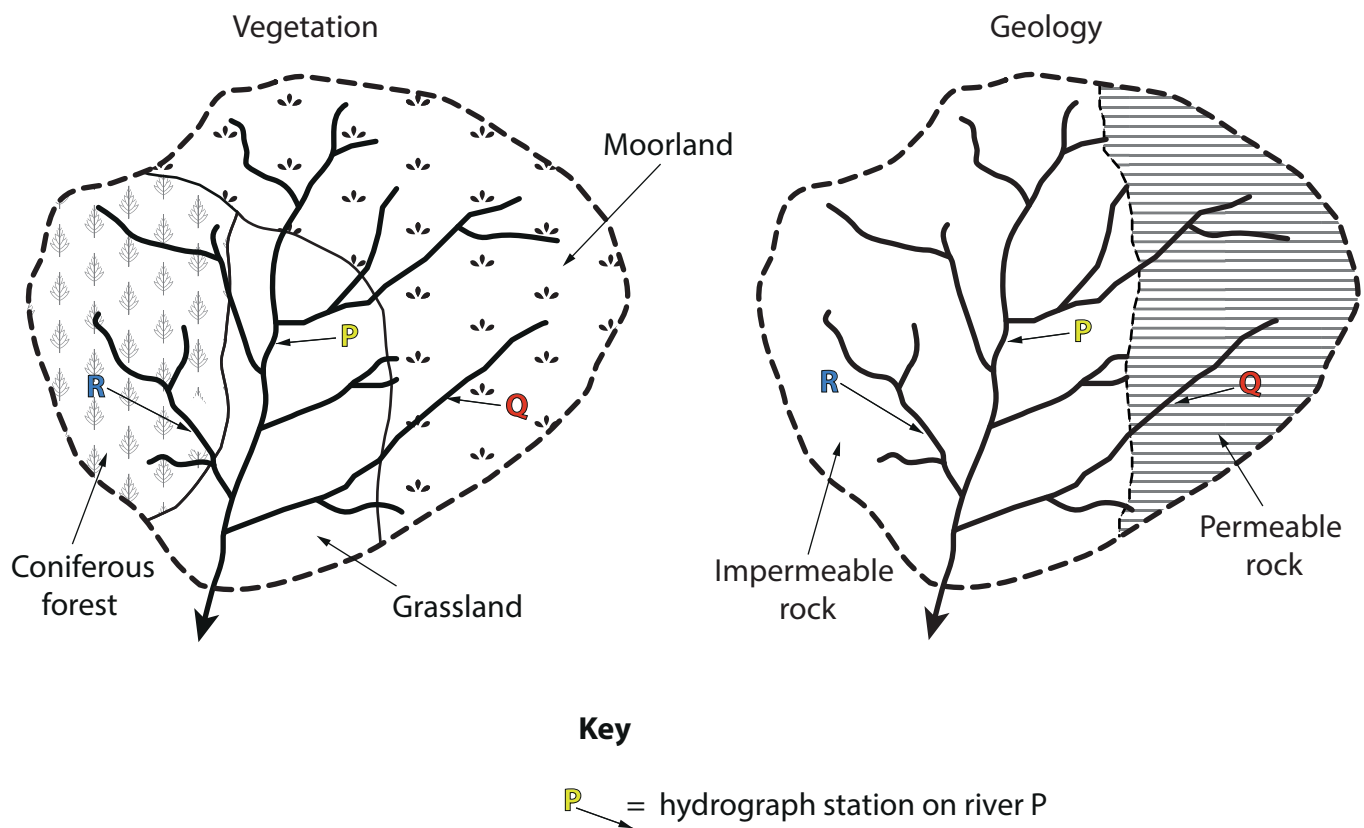 Vegetation
Geology
Moorland
P
R
Q
Coniferous
forest
Grassland
P
R
Q
Impermeable
rock
Permeable
rock
Key
P = hydrograph station on river P